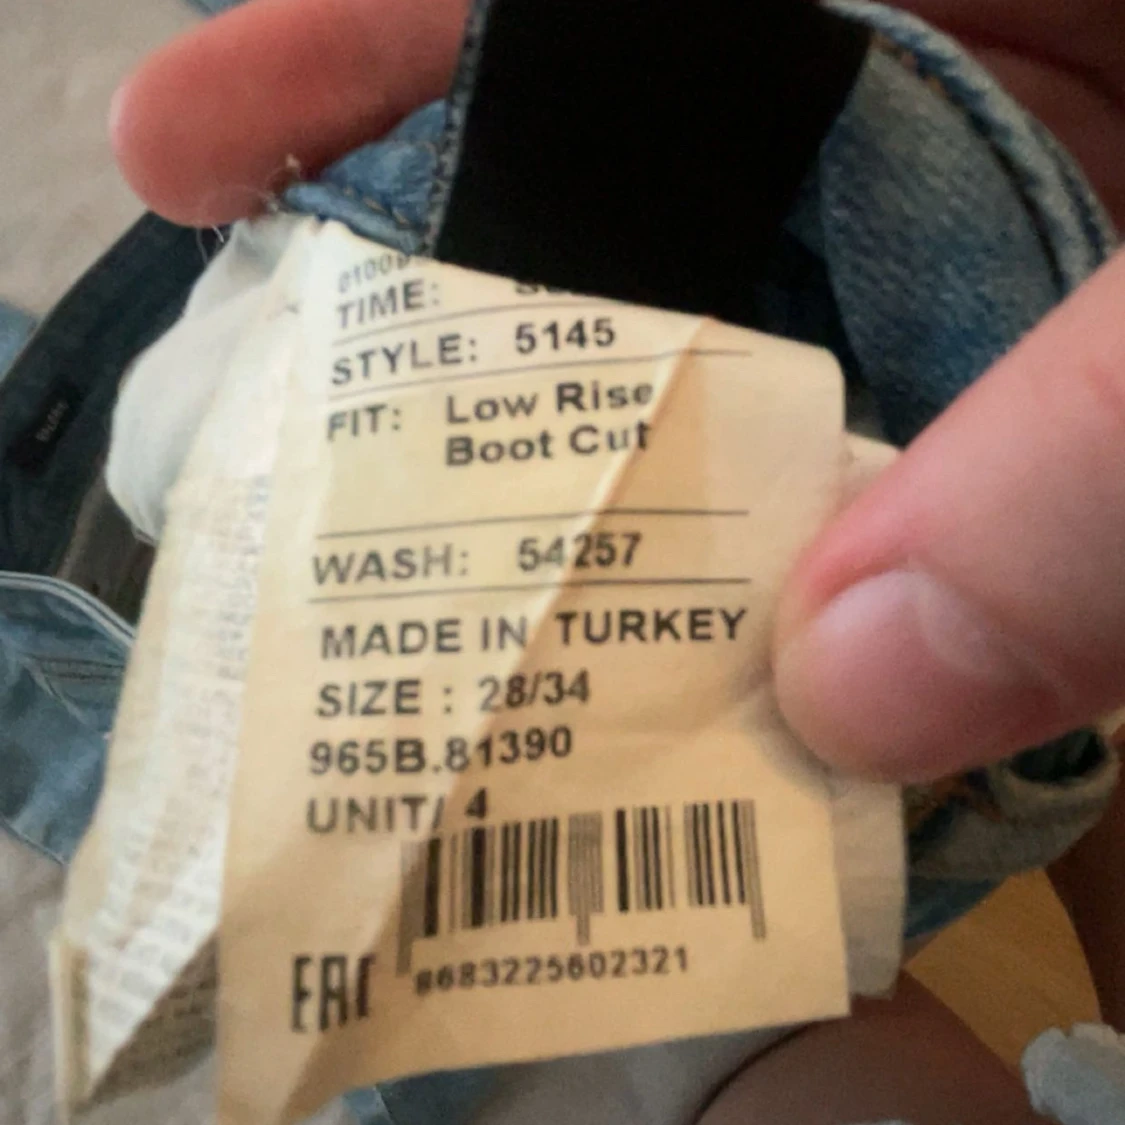 TIME:
STYLE: 5145
FIT: Low Rise
Boot Cut
WASH: 54257
MADE IN TURKEY
SIZE : 28/34
965B.81390
UNIT/ 4
EAC
8683225602321